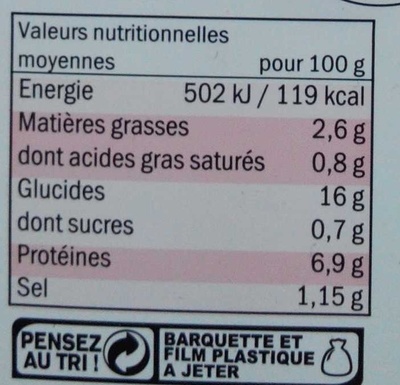 Valeurs nutritionnelles
moyennes pour 100 g
Energie 502 kJ / 119 kcal
Matières grasses 2,6 g
dont acides gras saturés 0,8 g
Glucides 16 g
dont sucres 0,7 g
Protéines 6,9 g
Sel 1,15 g
PENSEZ
AU TRI !
BARQUETTE ET
FILM PLASTIQUE
A JETER